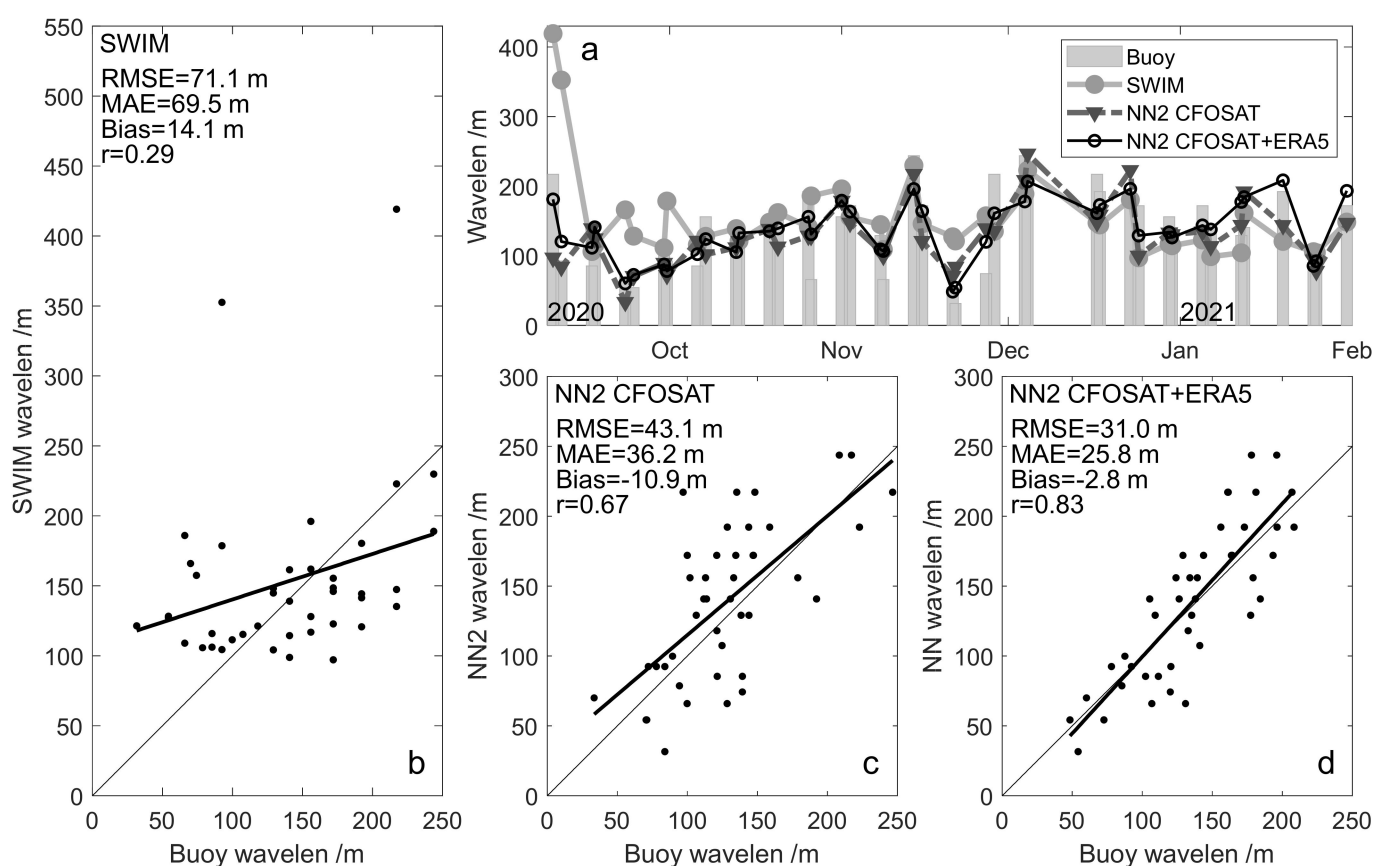 SWIM
RMSE=71.1 m
MAE=69.5 m
Bias=14.1 m
r=0.29
550
500
450
400
350
300
250
200
150
100
50
0
SWIM wavelen /m
0 50 100 150 200 250
Buoy wavelen /m
b
a
Buoy
SWIM
NN2 CFOSAT
NN2 CFOSAT+ERA5
400
300
200
100
0
Wavelen /m
2020
2021
Oct Nov Dec Jan Feb
NN2 CFOSAT
RMSE=43.1 m
MAE=36.2 m
Bias=-10.9 m
r=0.67
300
250
200
150
100
50
0
NN2 wavelen /m
0 50 100 150 200 250
Buoy wavelen /m
c
NN2 CFOSAT+ERA5
RMSE=31.0 m
MAE=25.8 m
Bias=-2.8 m
r=0.83
300
250
200
150
100
50
0
NN wavelen /m
0 50 100 150 200 250
Buoy wavelen /m
d